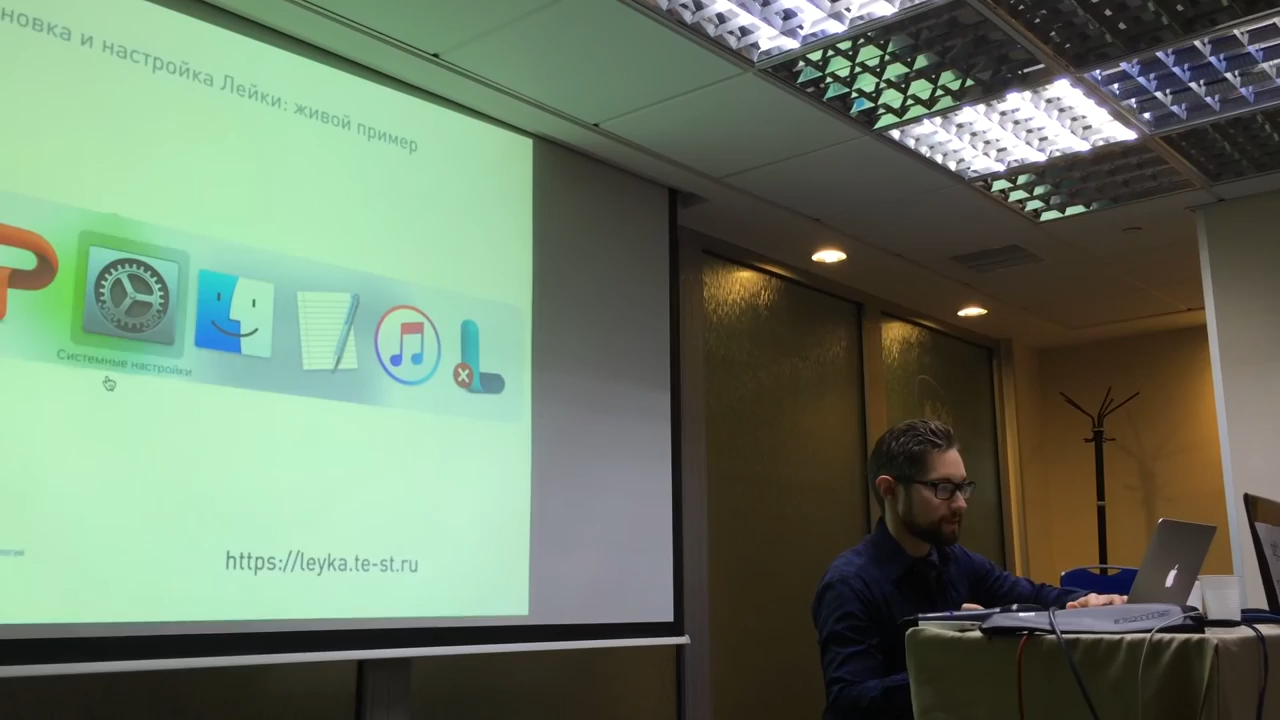 новка и настройка Лейки: живой пример
Системные настройки
https://leyka.te-st.ru